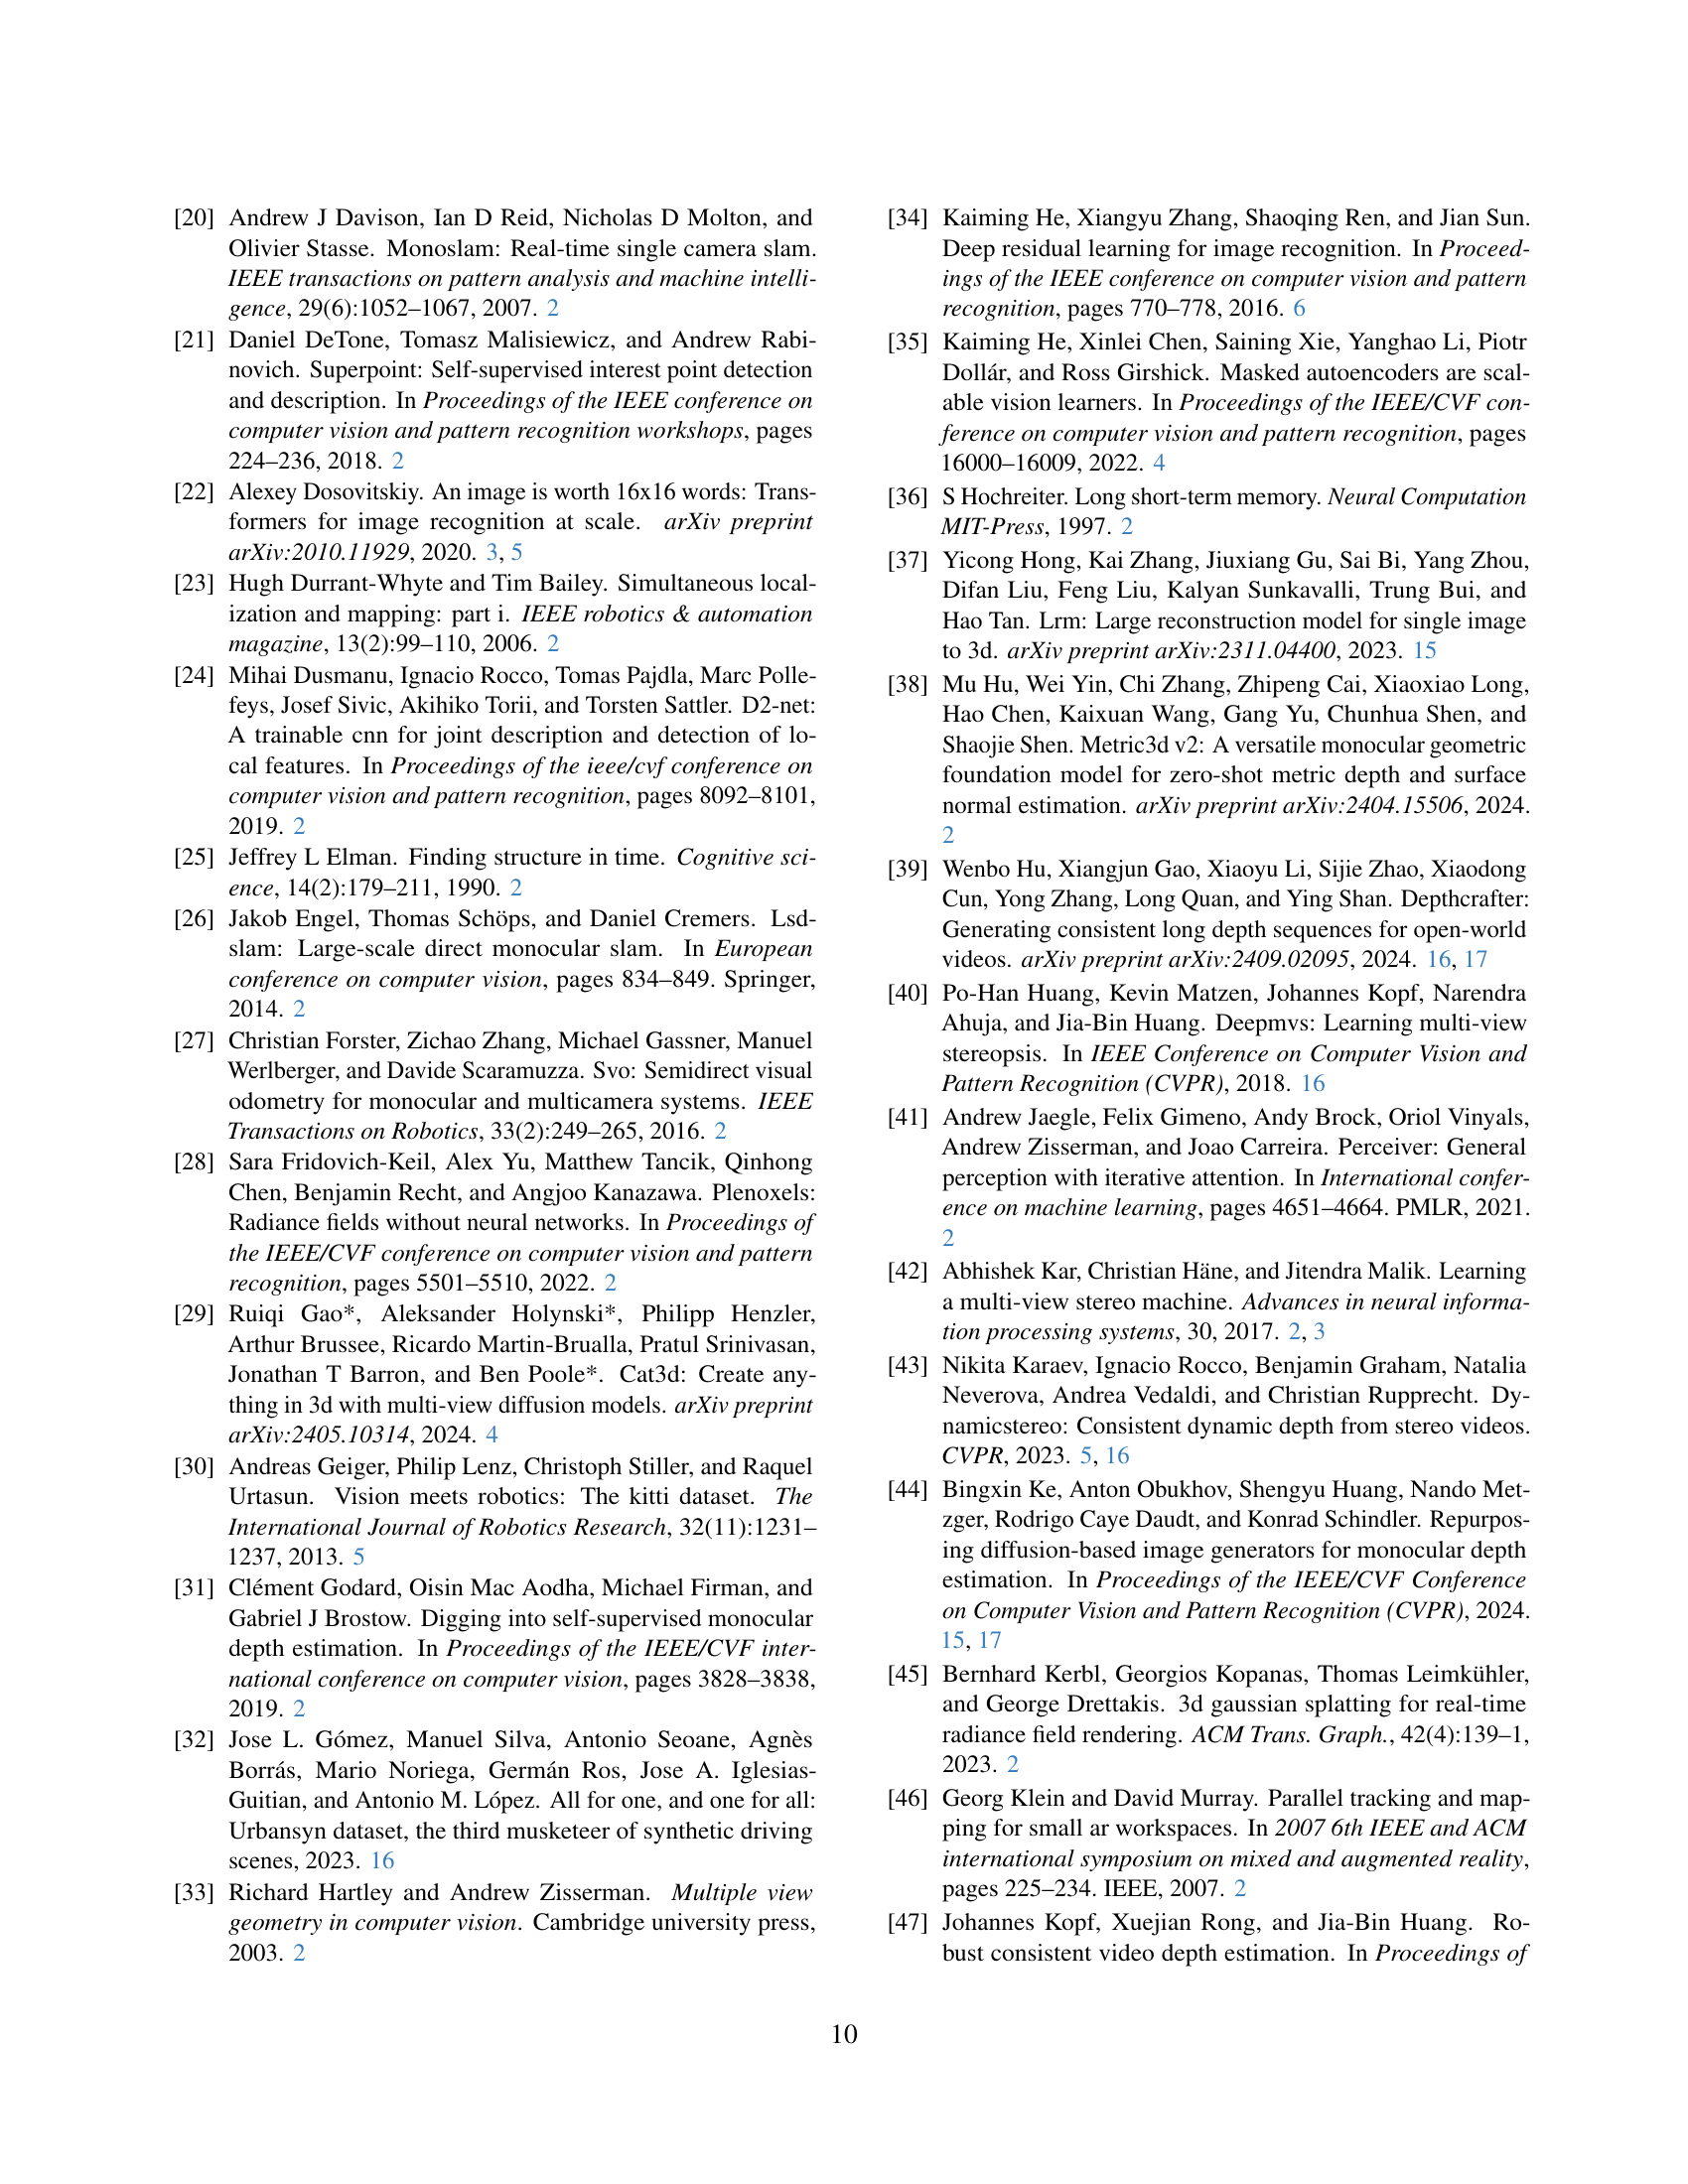 [20] Andrew J Davison, Ian D Reid, Nicholas D Molton, and
Olivier Stasse. Monoslam: Real-time single camera slam.
IEEE transactions on pattern analysis and machine intelli-
gence, 29(6):1052–1067, 2007. 2
[21] Daniel DeTone, Tomasz Malisiewicz, and Andrew Rabi-
novich. Superpoint: Self-supervised interest point detection
and description. In Proceedings of the IEEE conference on
computer vision and pattern recognition workshops, pages
224–236, 2018. 2
[22] Alexey Dosovitskiy. An image is worth 16x16 words: Trans-
formers for image recognition at scale. arXiv preprint
arXiv:2010.11929, 2020. 3, 5
[23] Hugh Durrant-Whyte and Tim Bailey. Simultaneous local-
ization and mapping: part i. IEEE robotics & automation
magazine, 13(2):99–110, 2006. 2
[24] Mihai Dusmanu, Ignacio Rocco, Tomas Pajdla, Marc Polle-
feys, Josef Sivic, Akihiko Torii, and Torsten Sattler. D2-net:
A trainable cnn for joint description and detection of lo-
cal features. In Proceedings of the ieee/cvf conference on
computer vision and pattern recognition, pages 8092–8101,
2019. 2
[25] Jeffrey L Elman. Finding structure in time. Cognitive sci-
ence, 14(2):179–211, 1990. 2
[26] Jakob Engel, Thomas Schöps, and Daniel Cremers. Lsd-
slam: Large-scale direct monocular slam. In European
conference on computer vision, pages 834–849. Springer,
2014. 2
[27] Christian Forster, Zichao Zhang, Michael Gassner, Manuel
Werlberger, and Davide Scaramuzza. Svo: Semidirect visual
odometry for monocular and multicamera systems. IEEE
Transactions on Robotics, 33(2):249–265, 2016. 2
[28] Sara Fridovich-Keil, Alex Yu, Matthew Tancik, Qinhong
Chen, Benjamin Recht, and Angjoo Kanazawa. Plenoxels:
Radiance fields without neural networks. In Proceedings of
the IEEE/CVF conference on computer vision and pattern
recognition, pages 5501–5510, 2022. 2
[29] Ruiqi Gao*, Aleksander Holynski*, Philipp Henzler,
Arthur Brussee, Ricardo Martin-Brualla, Pratul Srinivasan,
Jonathan T Barron, and Ben Poole*. Cat3d: Create any-
thing in 3d with multi-view diffusion models. arXiv preprint
arXiv:2405.10314, 2024. 4
[30] Andreas Geiger, Philip Lenz, Christoph Stiller, and Raquel
Urtasun. Vision meets robotics: The kitti dataset. The
International Journal of Robotics Research, 32(11):1231–
1237, 2013. 5
[31] Clément Godard, Oisin Mac Aodha, Michael Firman, and
Gabriel J Brostow. Digging into self-supervised monocular
depth estimation. In Proceedings of the IEEE/CVF inter-
national conference on computer vision, pages 3828–3838,
2019. 2
[32] Jose L. Gómez, Manuel Silva, Antonio Seoane, Agnès
Borrás, Mario Noriega, Germán Ros, Jose A. Iglesias-
Guitian, and Antonio M. López. All for one, and one for all:
Urbansyn dataset, the third musketeer of synthetic driving
scenes, 2023. 16
[33] Richard Hartley and Andrew Zisserman. Multiple view
geometry in computer vision. Cambridge university press,
2003. 2
[34] Kaiming He, Xiangyu Zhang, Shaoqing Ren, and Jian Sun.
Deep residual learning for image recognition. In Proceed-
ings of the IEEE conference on computer vision and pattern
recognition, pages 770–778, 2016. 6
[35] Kaiming He, Xinlei Chen, Saining Xie, Yanghao Li, Piotr
Dollár, and Ross Girshick. Masked autoencoders are scal-
able vision learners. In Proceedings of the IEEE/CVF con-
ference on computer vision and pattern recognition, pages
16000–16009, 2022. 4
[36] S Hochreiter. Long short-term memory. Neural Computation
MIT-Press, 1997. 2
[37] Yicong Hong, Kai Zhang, Jiuxiang Gu, Sai Bi, Yang Zhou,
Difan Liu, Feng Liu, Kalyan Sunkavalli, Trung Bui, and
Hao Tan. Lrm: Large reconstruction model for single image
to 3d. arXiv preprint arXiv:2311.04400, 2023. 15
[38] Mu Hu, Wei Yin, Chi Zhang, Zhipeng Cai, Xiaoxiao Long,
Hao Chen, Kaixuan Wang, Gang Yu, Chunhua Shen, and
Shaojie Shen. Metric3d v2: A versatile monocular geometric
foundation model for zero-shot metric depth and surface
normal estimation. arXiv preprint arXiv:2404.15506, 2024.
2
[39] Wenbo Hu, Xiangjun Gao, Xiaoyu Li, Sijie Zhao, Xiaodong
Cun, Yong Zhang, Long Quan, and Ying Shan. Depthcrafter:
Generating consistent long depth sequences for open-world
videos. arXiv preprint arXiv:2409.02095, 2024. 16, 17
[40] Po-Han Huang, Kevin Matzen, Johannes Kopf, Narendra
Ahuja, and Jia-Bin Huang. Deepmvs: Learning multi-view
stereopsis. In IEEE Conference on Computer Vision and
Pattern Recognition (CVPR), 2018. 16
[41] Andrew Jaegle, Felix Gimeno, Andy Brock, Oriol Vinyals,
Andrew Zisserman, and Joao Carreira. Perceiver: General
perception with iterative attention. In International confer-
ence on machine learning, pages 4651–4664. PMLR, 2021.
2
[42] Abhishek Kar, Christian Häne, and Jitendra Malik. Learning
a multi-view stereo machine. Advances in neural informa-
tion processing systems, 30, 2017. 2, 3
[43] Nikita Karaev, Ignacio Rocco, Benjamin Graham, Natalia
Neverova, Andrea Vedaldi, and Christian Rupprecht. Dy-
namicstereo: Consistent dynamic depth from stereo videos.
CVPR, 2023. 5, 16
[44] Bingxin Ke, Anton Obukhov, Shengyu Huang, Nando Met-
zger, Rodrigo Caye Daudt, and Konrad Schindler. Repurpos-
ing diffusion-based image generators for monocular depth
estimation. In Proceedings of the IEEE/CVF Conference
on Computer Vision and Pattern Recognition (CVPR), 2024.
15, 17
[45] Bernhard Kerbl, Georgios Kopanas, Thomas Leimkühler,
and George Drettakis. 3d gaussian splatting for real-time
radiance field rendering. ACM Trans. Graph., 42(4):139–1,
2023. 2
[46] Georg Klein and David Murray. Parallel tracking and map-
ping for small ar workspaces. In 2007 6th IEEE and ACM
international symposium on mixed and augmented reality,
pages 225–234. IEEE, 2007. 2
[47] Johannes Kopf, Xuejian Rong, and Jia-Bin Huang. Ro-
bust consistent video depth estimation. In Proceedings of
10